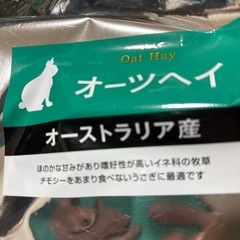 Oat Hay
オーツヘイ
オーストラリア産
ほのかな甘みがあり嗜好性が高いイネ科の牧草
チモシーをあまり食べないうさぎに最適です